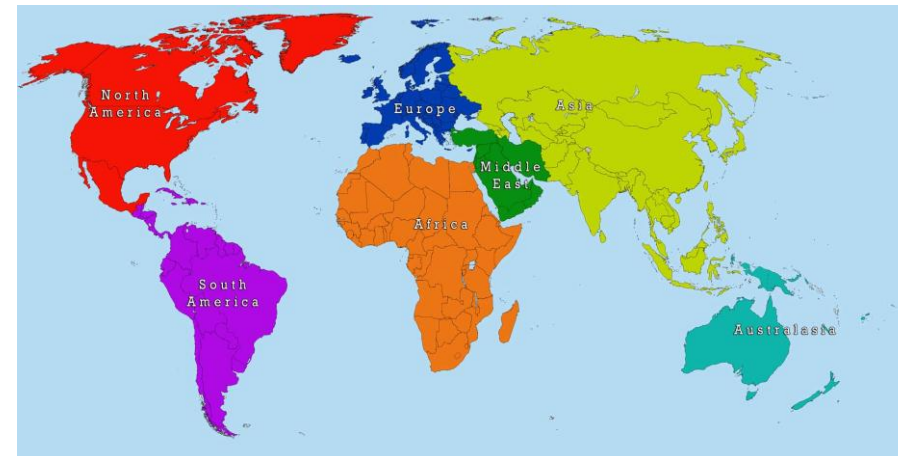 North
America
Europe
Asia
Middle
East
Africa
South
America
Australasia